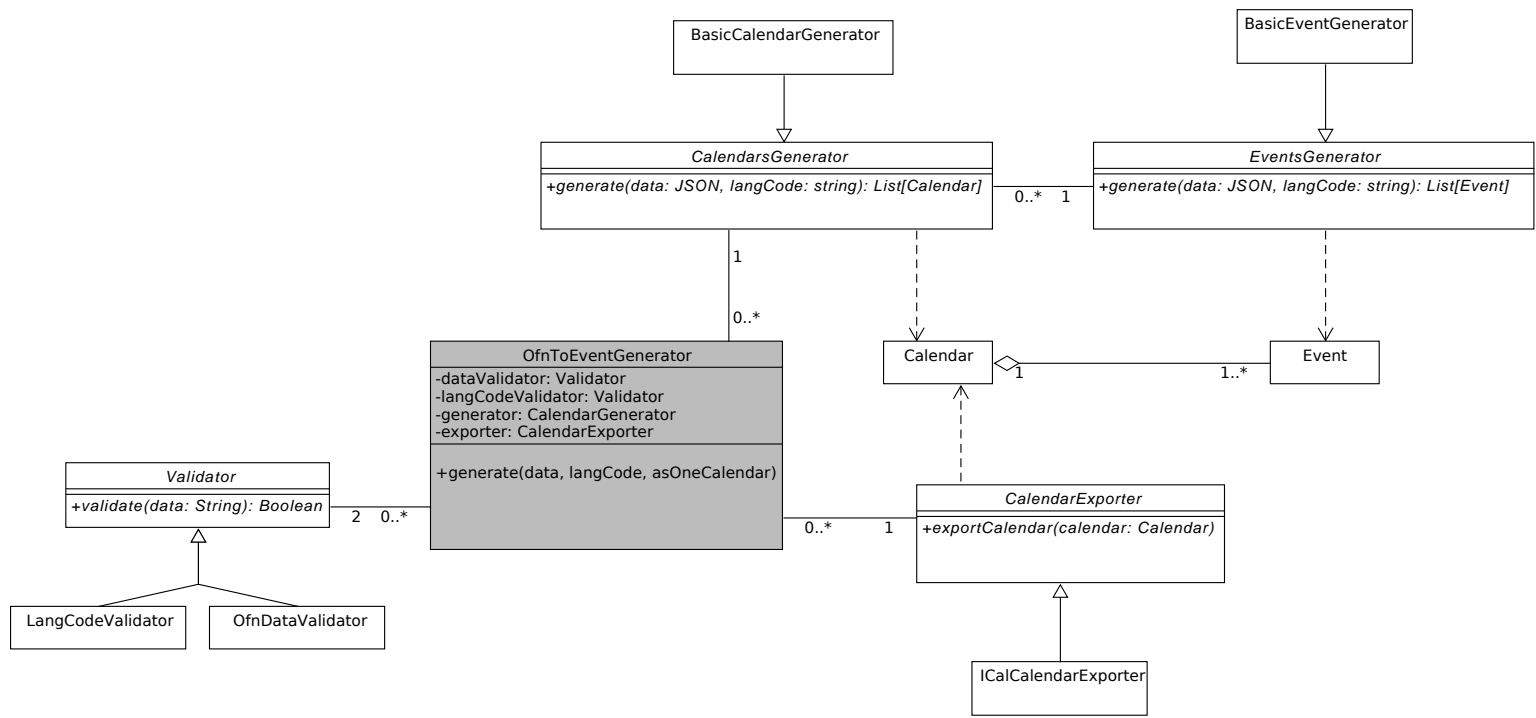 BasicCalendarGenerator
BasicEventGenerator
CalendarsGenerator
+generate(data: JSON, langCode: string): List[Calendar]
EventsGenerator
+generate(data: JSON, langCode: string): List[Event]
0..* 1
1
0..*
OfnToEventGenerator
-dataValidator: Validator
-langCodeValidator: Validator
-generator: CalendarGenerator
-exporter: CalendarExporter
+generate(data, langCode, asOneCalendar)
Calendar
1 1..*
Event
Validator
+validate(data: String): Boolean
2 0..*
0..* 1
CalendarExporter
+exportCalendar(calendar: Calendar)
LangCodeValidator
OfnDataValidator
ICalCalendarExporter